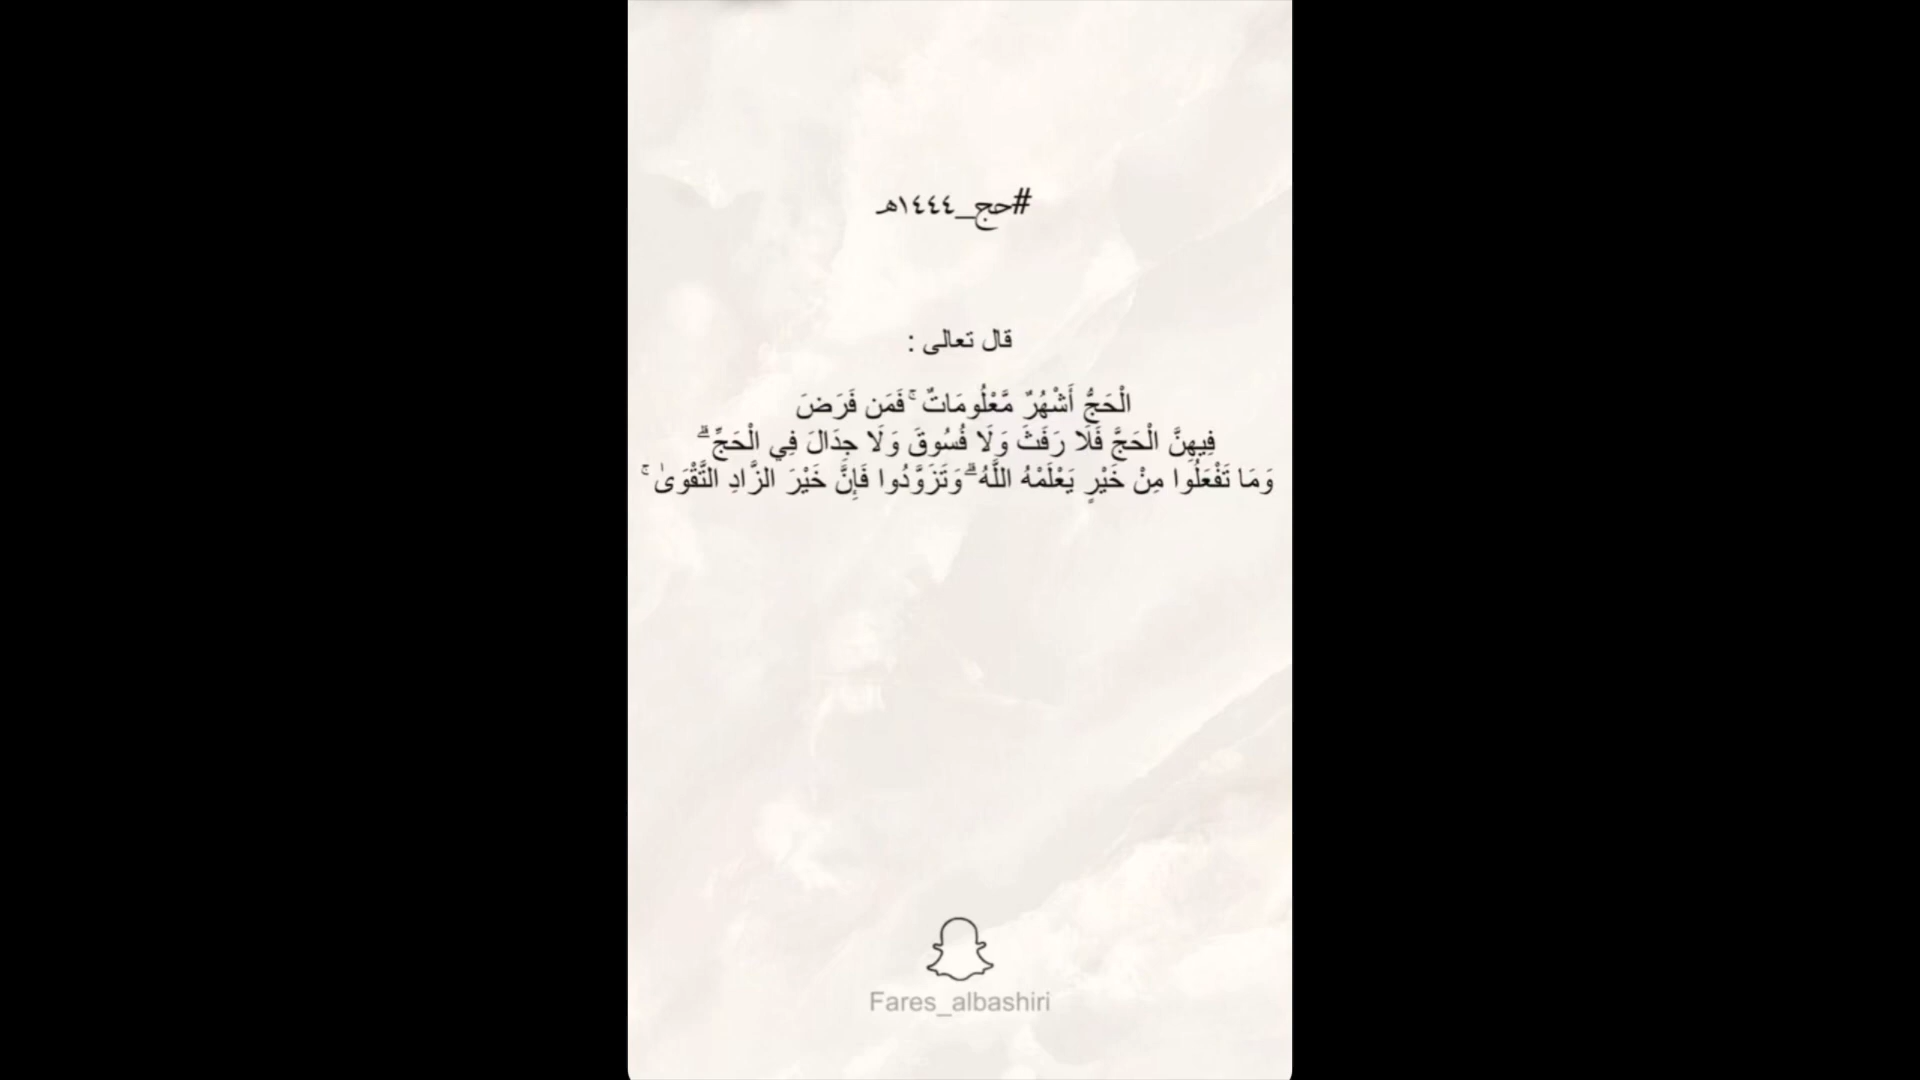 #حج_١٤٤٤هـ
قال تعالى :
الْحَجُّ أَشْهُرٌ مَّعْلُومَاتٌ ۚ فَمَن فَرَضَ
فِيهِنَّ الْحَجَّ فَلَا رَفَثَ وَلَا فُسُوقَ وَلَا جِدَالَ فِي الْحَجِّ ۗ
وَمَا تَفْعَلُوا مِنْ خَيْرٍ يَعْلَمْهُ اللَّهُ ۗ وَتَزَوَّدُوا فَإِنَّ خَيْرَ الزَّادِ التَّقْوَىٰ ۚ
Fares_albashiri